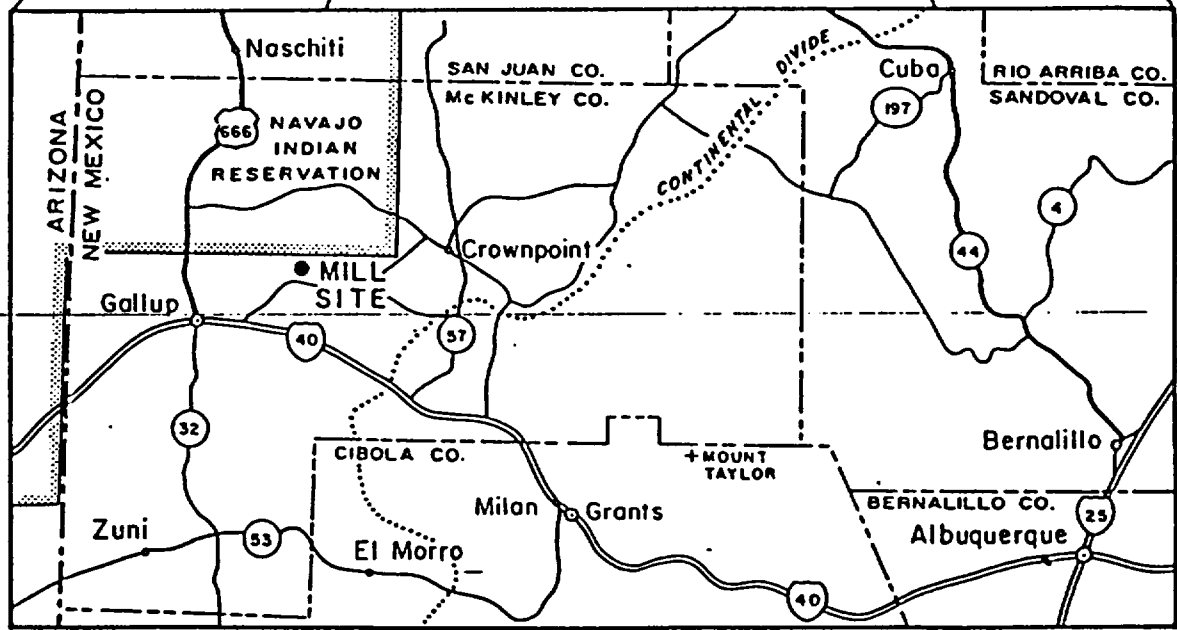 Naschiti
SAN JUAN CO.
McKINLEY CO.
CONTINENTAL DIVIDE
Cuba
RIO ARRIBA CO.
SANDOVAL CO.
197
666
NAVAJO
INDIAN
RESERVATION
ARIZONA
NEW MEXICO
4
44
Crownpoint
MILL
SITE
Gallup
40
57
32
CIBOLA CO.
+MOUNT
TAYLOR
Bernalillo
Milan
Grants
BERNALILLO CO.
25
Albuquerque
Zuni
53
El Morro
40